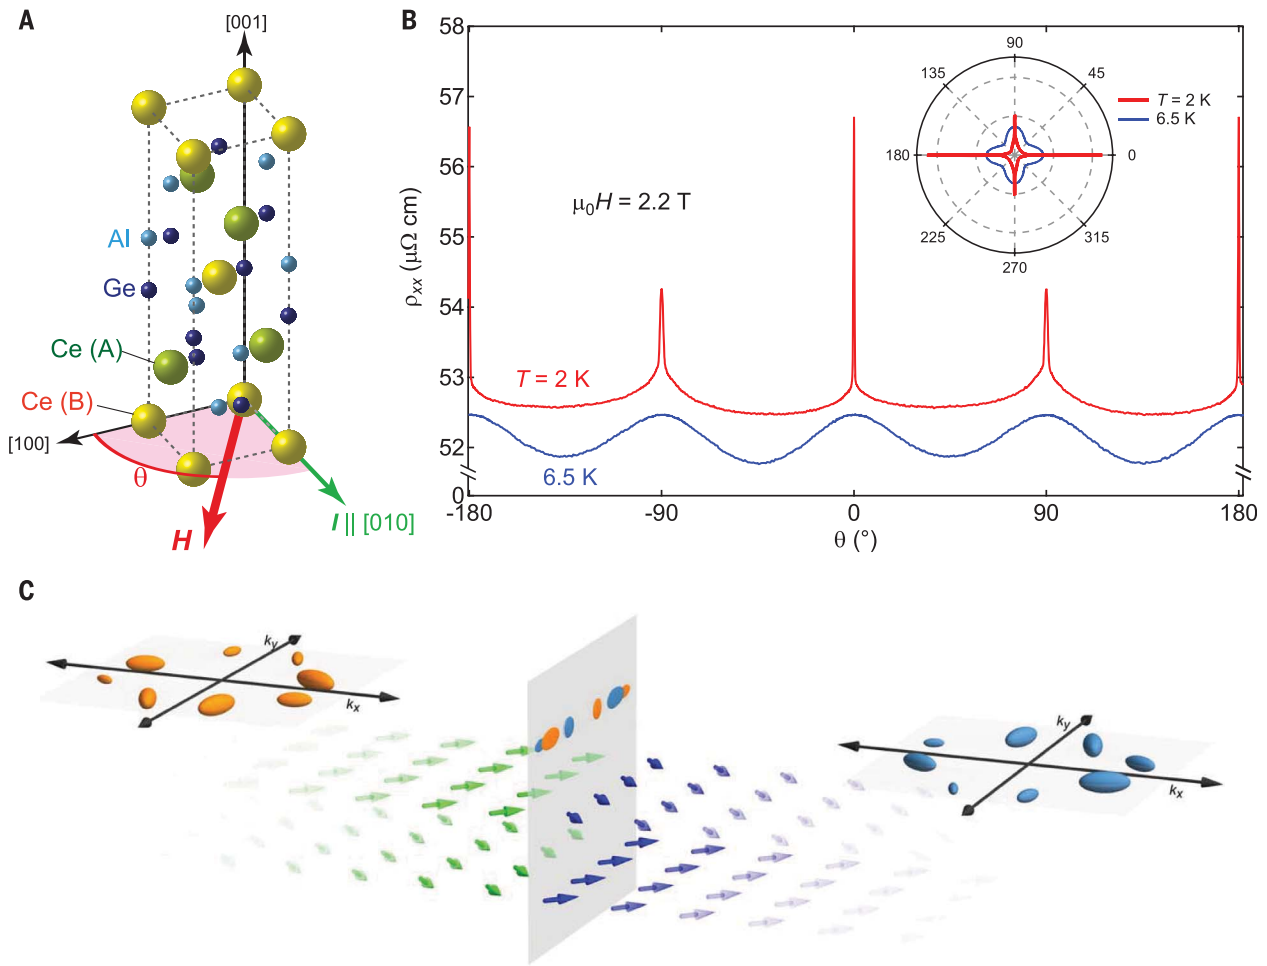 A
[001]
Al
Ge
Ce (A)
Ce (B)
[100]
θ
H
I || [010]
B
58
57
56
55
54
53
52
0
ρxx (μΩ cm)
μ0H = 2.2 T
T = 2 K
6.5 K
-180
-90
0
90
180
θ (°)
90
135
45
180
0
225
315
270
T = 2 K
6.5 K
C
ky
kx
ky
kx